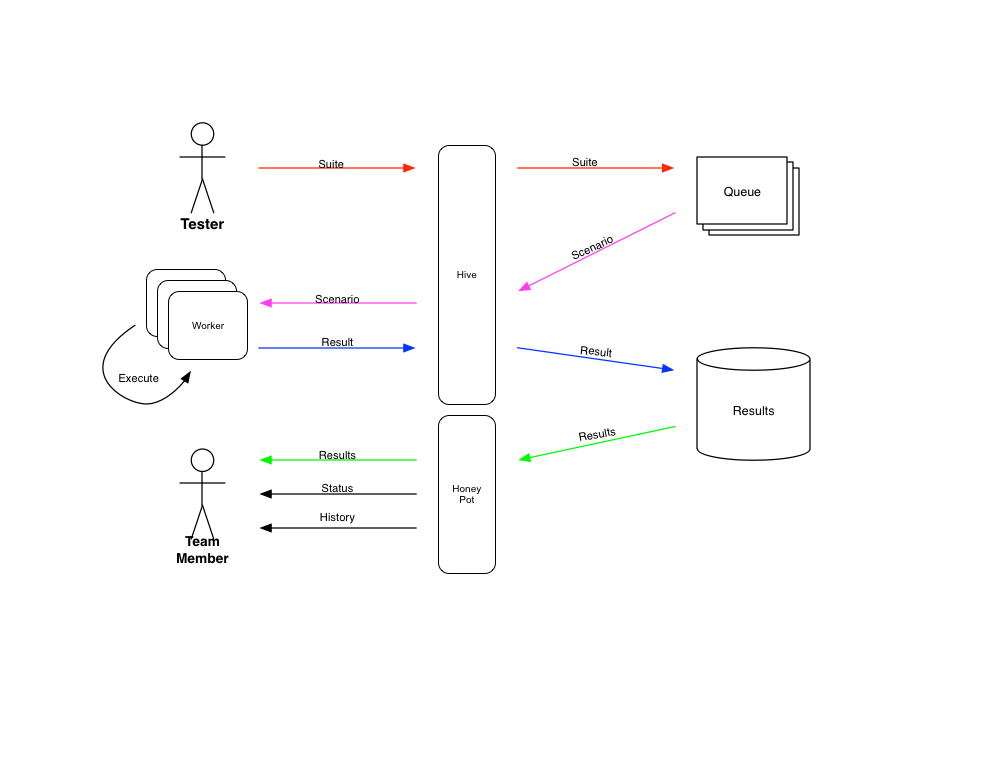 Suite
Suite
Queue
Tester
Scenario
Hive
Scenario
Worker
Result
Result
Execute
Results
Results
Results
Status
Honey
Pot
History
Team
Member